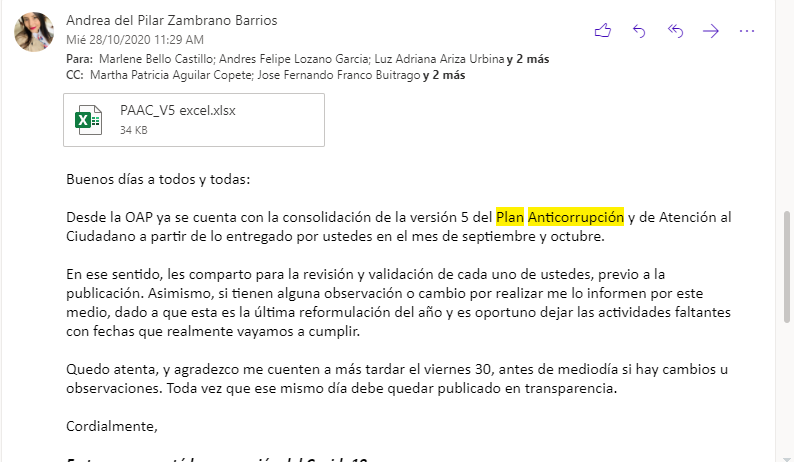 Andrea del Pilar Zambrano Barrios
Mié 28/10/2020 11:29 AM
Para: Marlene Bello Castillo; Andres Felipe Lozano Garcia; Luz Adriana Ariza Urbina y 2 más
CC: Martha Patricia Aguilar Copete; Jose Fernando Franco Buitrago y 2 más
PAAC_V5 excel.xlsx
34 KB
Buenos días a todos y todas:
Desde la OAP ya se cuenta con la consolidación de la versión 5 del Plan Anticorrupción y de Atención al
Ciudadano a partir de lo entregado por ustedes en el mes de septiembre y octubre.
En ese sentido, les comparto para la revisión y validación de cada uno de ustedes, previo a la
publicación. Asimismo, si tienen alguna observación o cambio por realizar me lo informen por este
medio, dado a que esta es la última reformulación del año y es oportuno dejar las actividades faltantes
con fechas que realmente vayamos a cumplir.
Quedo atenta, y agradezco me cuenten a más tardar el viernes 30, antes de mediodía si hay cambios u
observaciones. Toda vez que ese mismo día debe quedar publicado en transparencia.
Cordialmente,